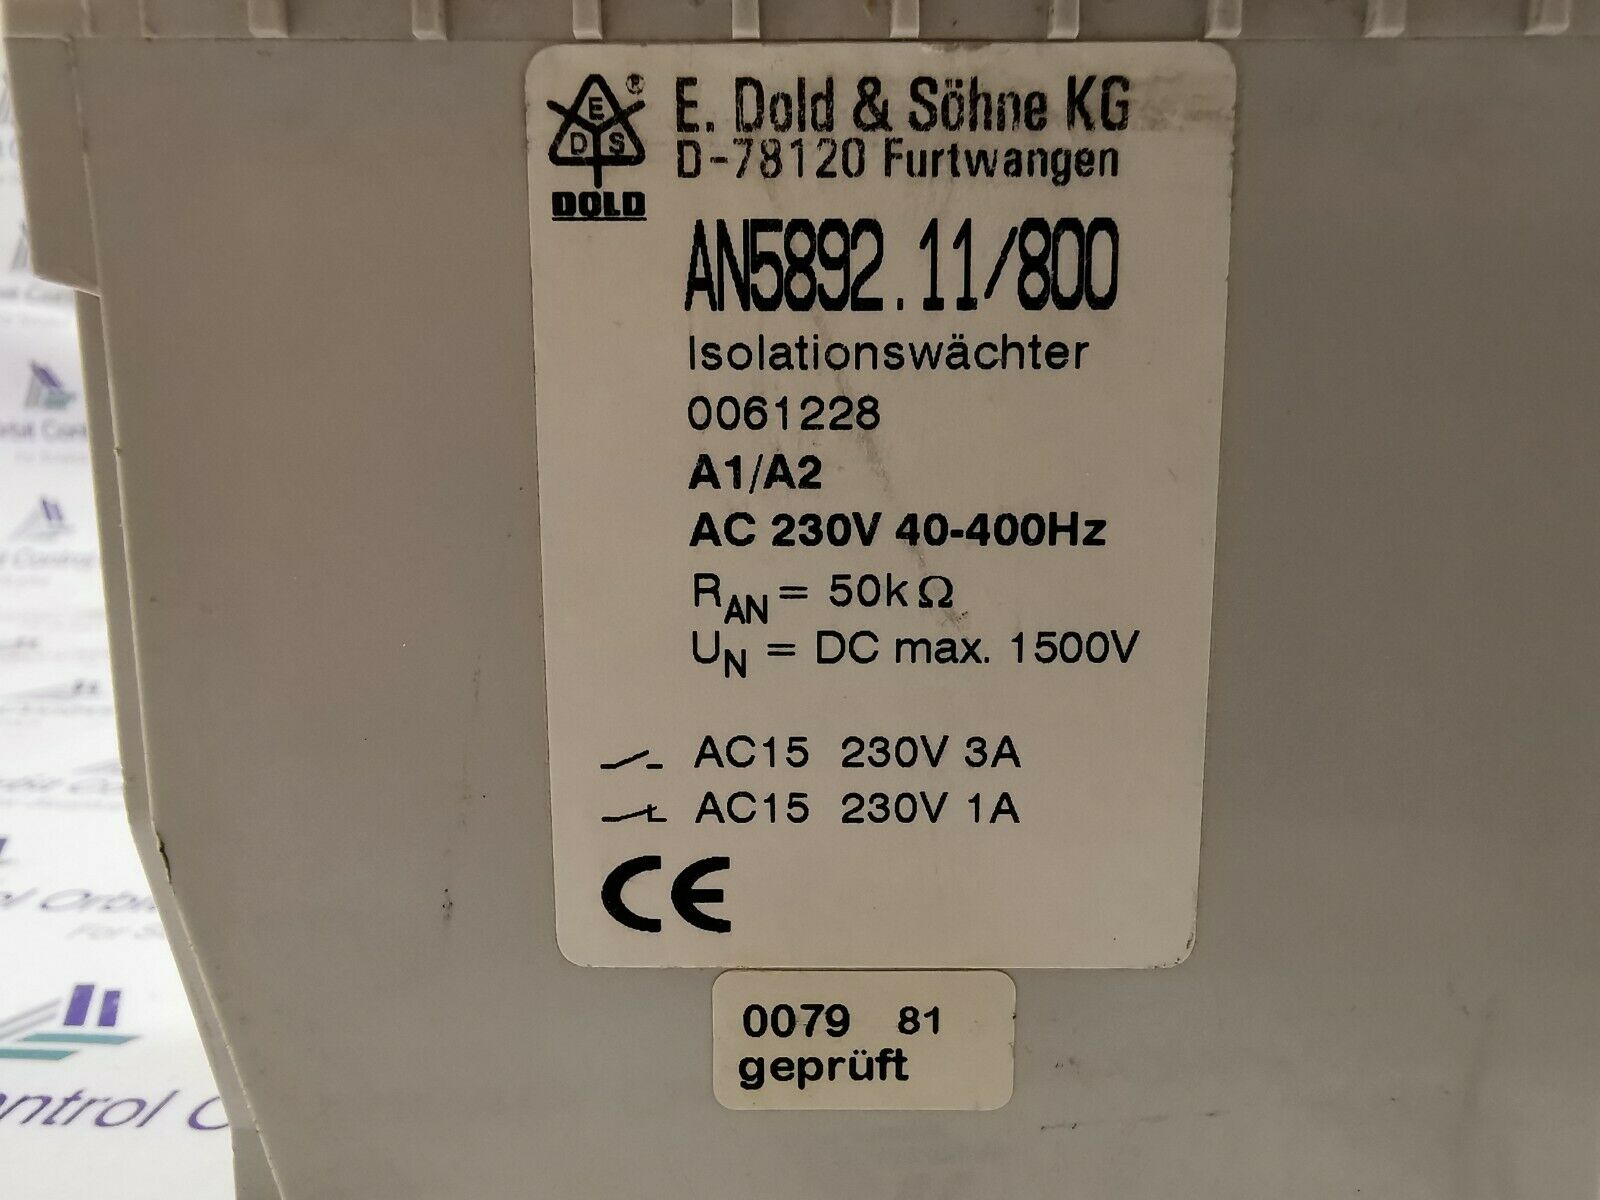 E
D S
®
DOLD
E. Dold & Söhne KG
D-78120 Furtwangen
AN5892.11/800
Isolationswächter
0061228
A1/A2
AC 230V 40-400Hz
RAN = 50kΩ
UN = DC max. 1500V
AC15 230V 3A
AC15 230V 1A
CE
0079 81
geprüft
ontrol